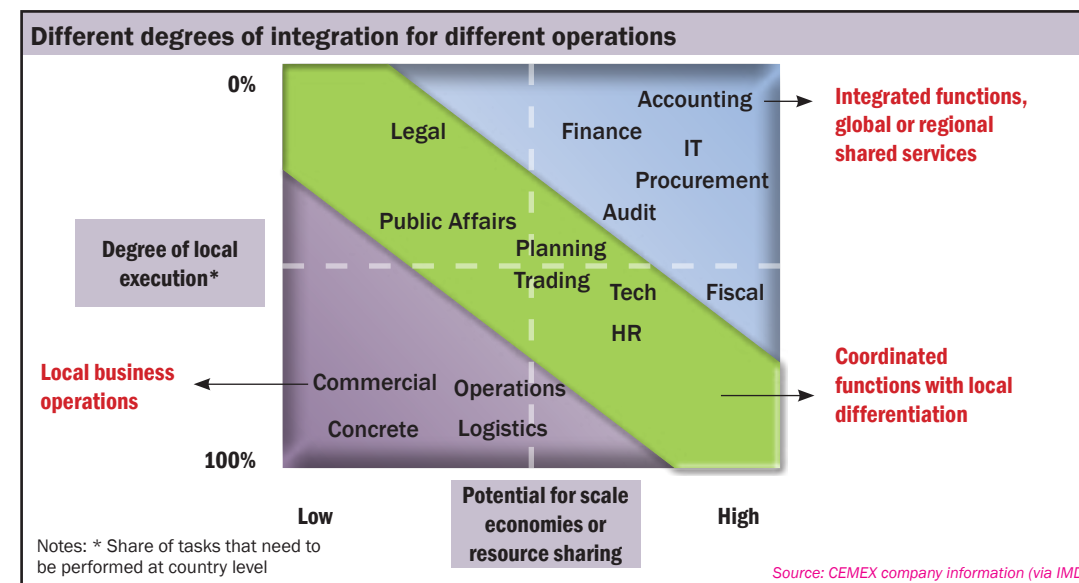 Different degrees of integration for different operations
0%
Accounting
Integrated functions,
global or regional
shared services
Legal
Finance
IT
Procurement
Audit
Public Affairs
Planning
Degree of local
execution*
Trading
Tech
Fiscal
HR
Local business
operations
Commercial
Operations
Coordinated
functions with local
differentiation
Concrete
Logistics
100%
Low
Potential for scale
economies or
resource sharing
High
Notes: * Share of tasks that need to
be performed at country level
Source: CEMEX company information (via IMD